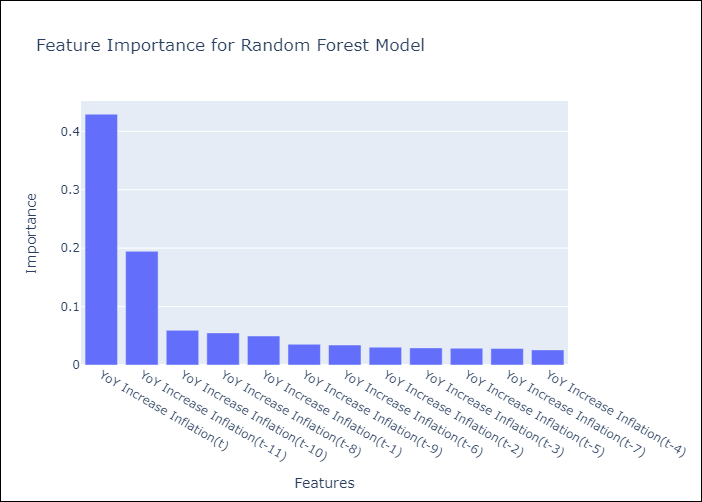 Feature Importance for Random Forest Model
Importance
0.4
0.3
0.2
0.1
0
YoY Increase Inflation(t)
YoY Increase Inflation(t-11)
YoY Increase Inflation(t-10)
YoY Increase Inflation(t-8)
YoY Increase Inflation(t-1)
YoY Increase Inflation(t-9)
YoY Increase Inflation(t-6)
YoY Increase Inflation(t-2)
YoY Increase Inflation(t-3)
YoY Increase Inflation(t-5)
YoY Increase Inflation(t-7)
YoY Increase Inflation(t-4)
Features